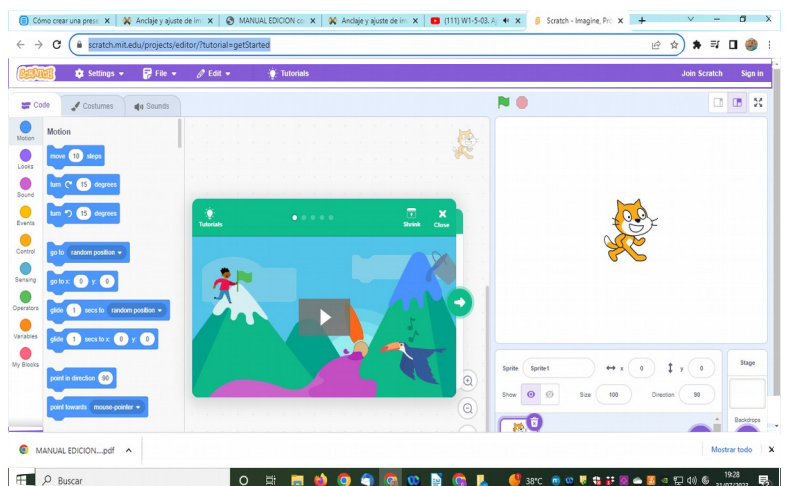 Cómo crear una prese X
Anclaje y ajuste de im X
MANUAL EDICION co X
Anclaje y ajuste de im X
(111) W1-5-03. Aj X
Scratch - Imagine, Pro X
scratch.mit.edu/projects/editor/?tutorial=getStarted
SCRATCH Settings File Edit Tutorials Join Scratch Sign in
Code Costumes Sounds
Motion
Looks
Sound
Events
Control
Sensing
Operators
Variables
My Blocks
Motion
move 10 steps
turn 15 degrees
turn 15 degrees
go to random position
go to x: 0 y: 0
glide 1 secs to random position
glide 1 secs to x: 0 y: 0
point in direction 90
point towards mouse-pointer
Tutorials Shrink Close
Sprite Sprite1 x 0 y 0
Show Size 100 Direction 90
Stage
Backdrops
MANUAL EDICION....pdf Mostrar todo X
Buscar 38°C 19:28
31/07/2023